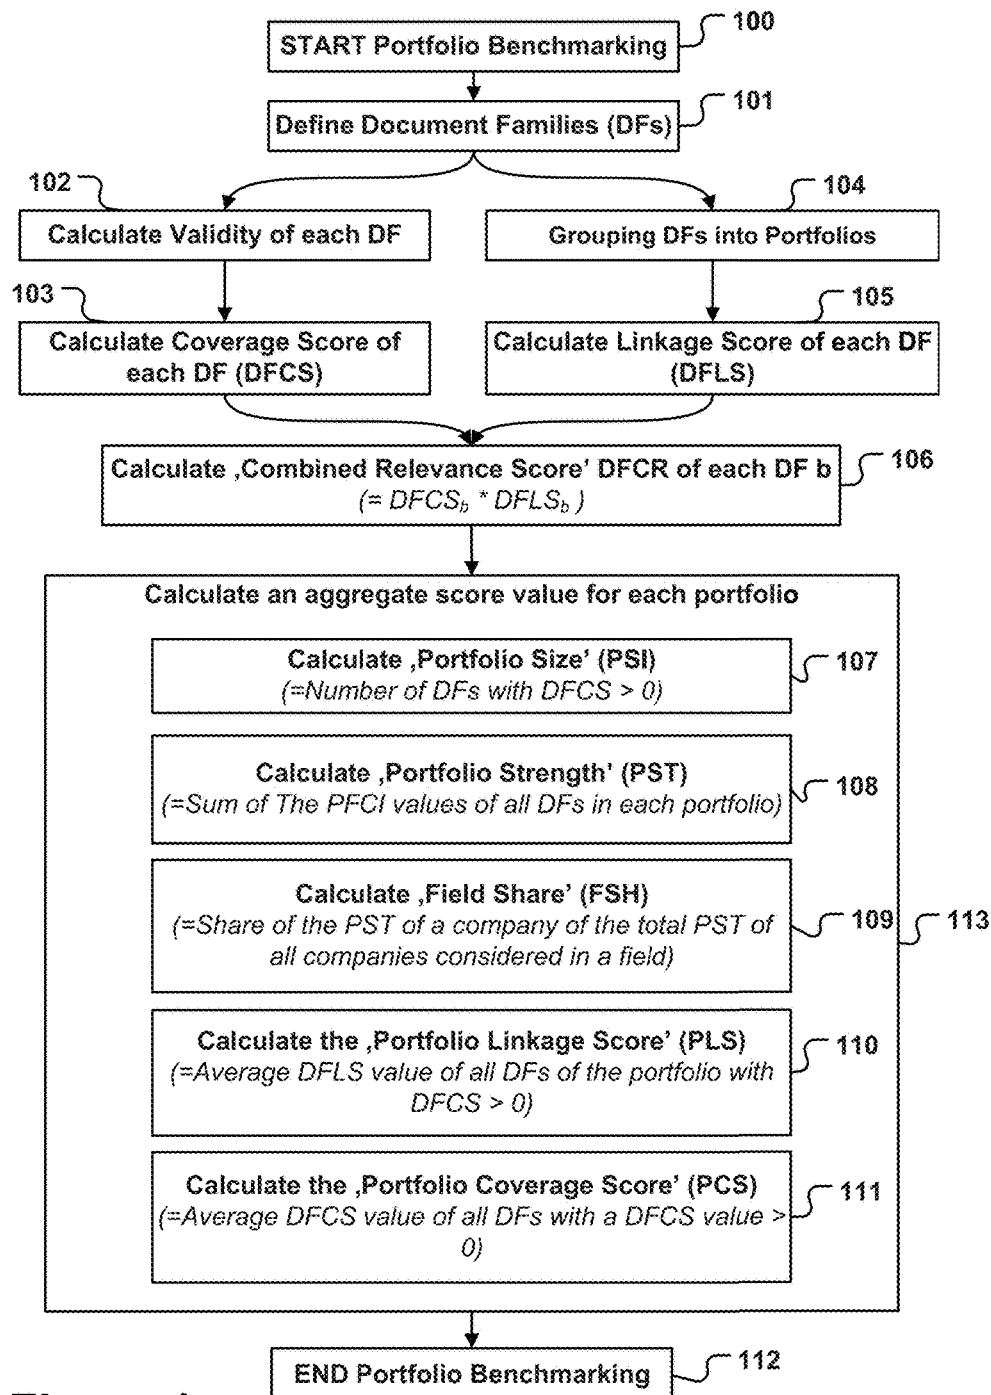 START Portfolio Benchmarking
100
Define Document Families (DFs)
101
102
Calculate Validity of each DF
104
Grouping DFs into Portfolios
103
Calculate Coverage Score of
each DF (DFCS)
105
Calculate Linkage Score of each DF
(DFLS)
Calculate ‚Combined Relevance Score’ DFCR of each DF b
(= DFCSb * DFLSb )
106
Calculate an aggregate score value for each portfolio
Calculate ‚Portfolio Size’ (PSI)
(=Number of DFs with DFCS > 0)
107
Calculate ‚Portfolio Strength’ (PST)
(=Sum of The PFCI values of all DFs in each portfolio)
108
Calculate ‚Field Share’ (FSH)
(=Share of the PST of a company of the total PST of
all companies considered in a field)
109
113
Calculate the ‚Portfolio Linkage Score’ (PLS)
(=Average DFLS value of all DFs of the portfolio with
DFCS > 0)
110
Calculate the ‚Portfolio Coverage Score’ (PCS)
(=Average DFCS value of all DFs with a DFCS value >
0)
111
END Portfolio Benchmarking
112